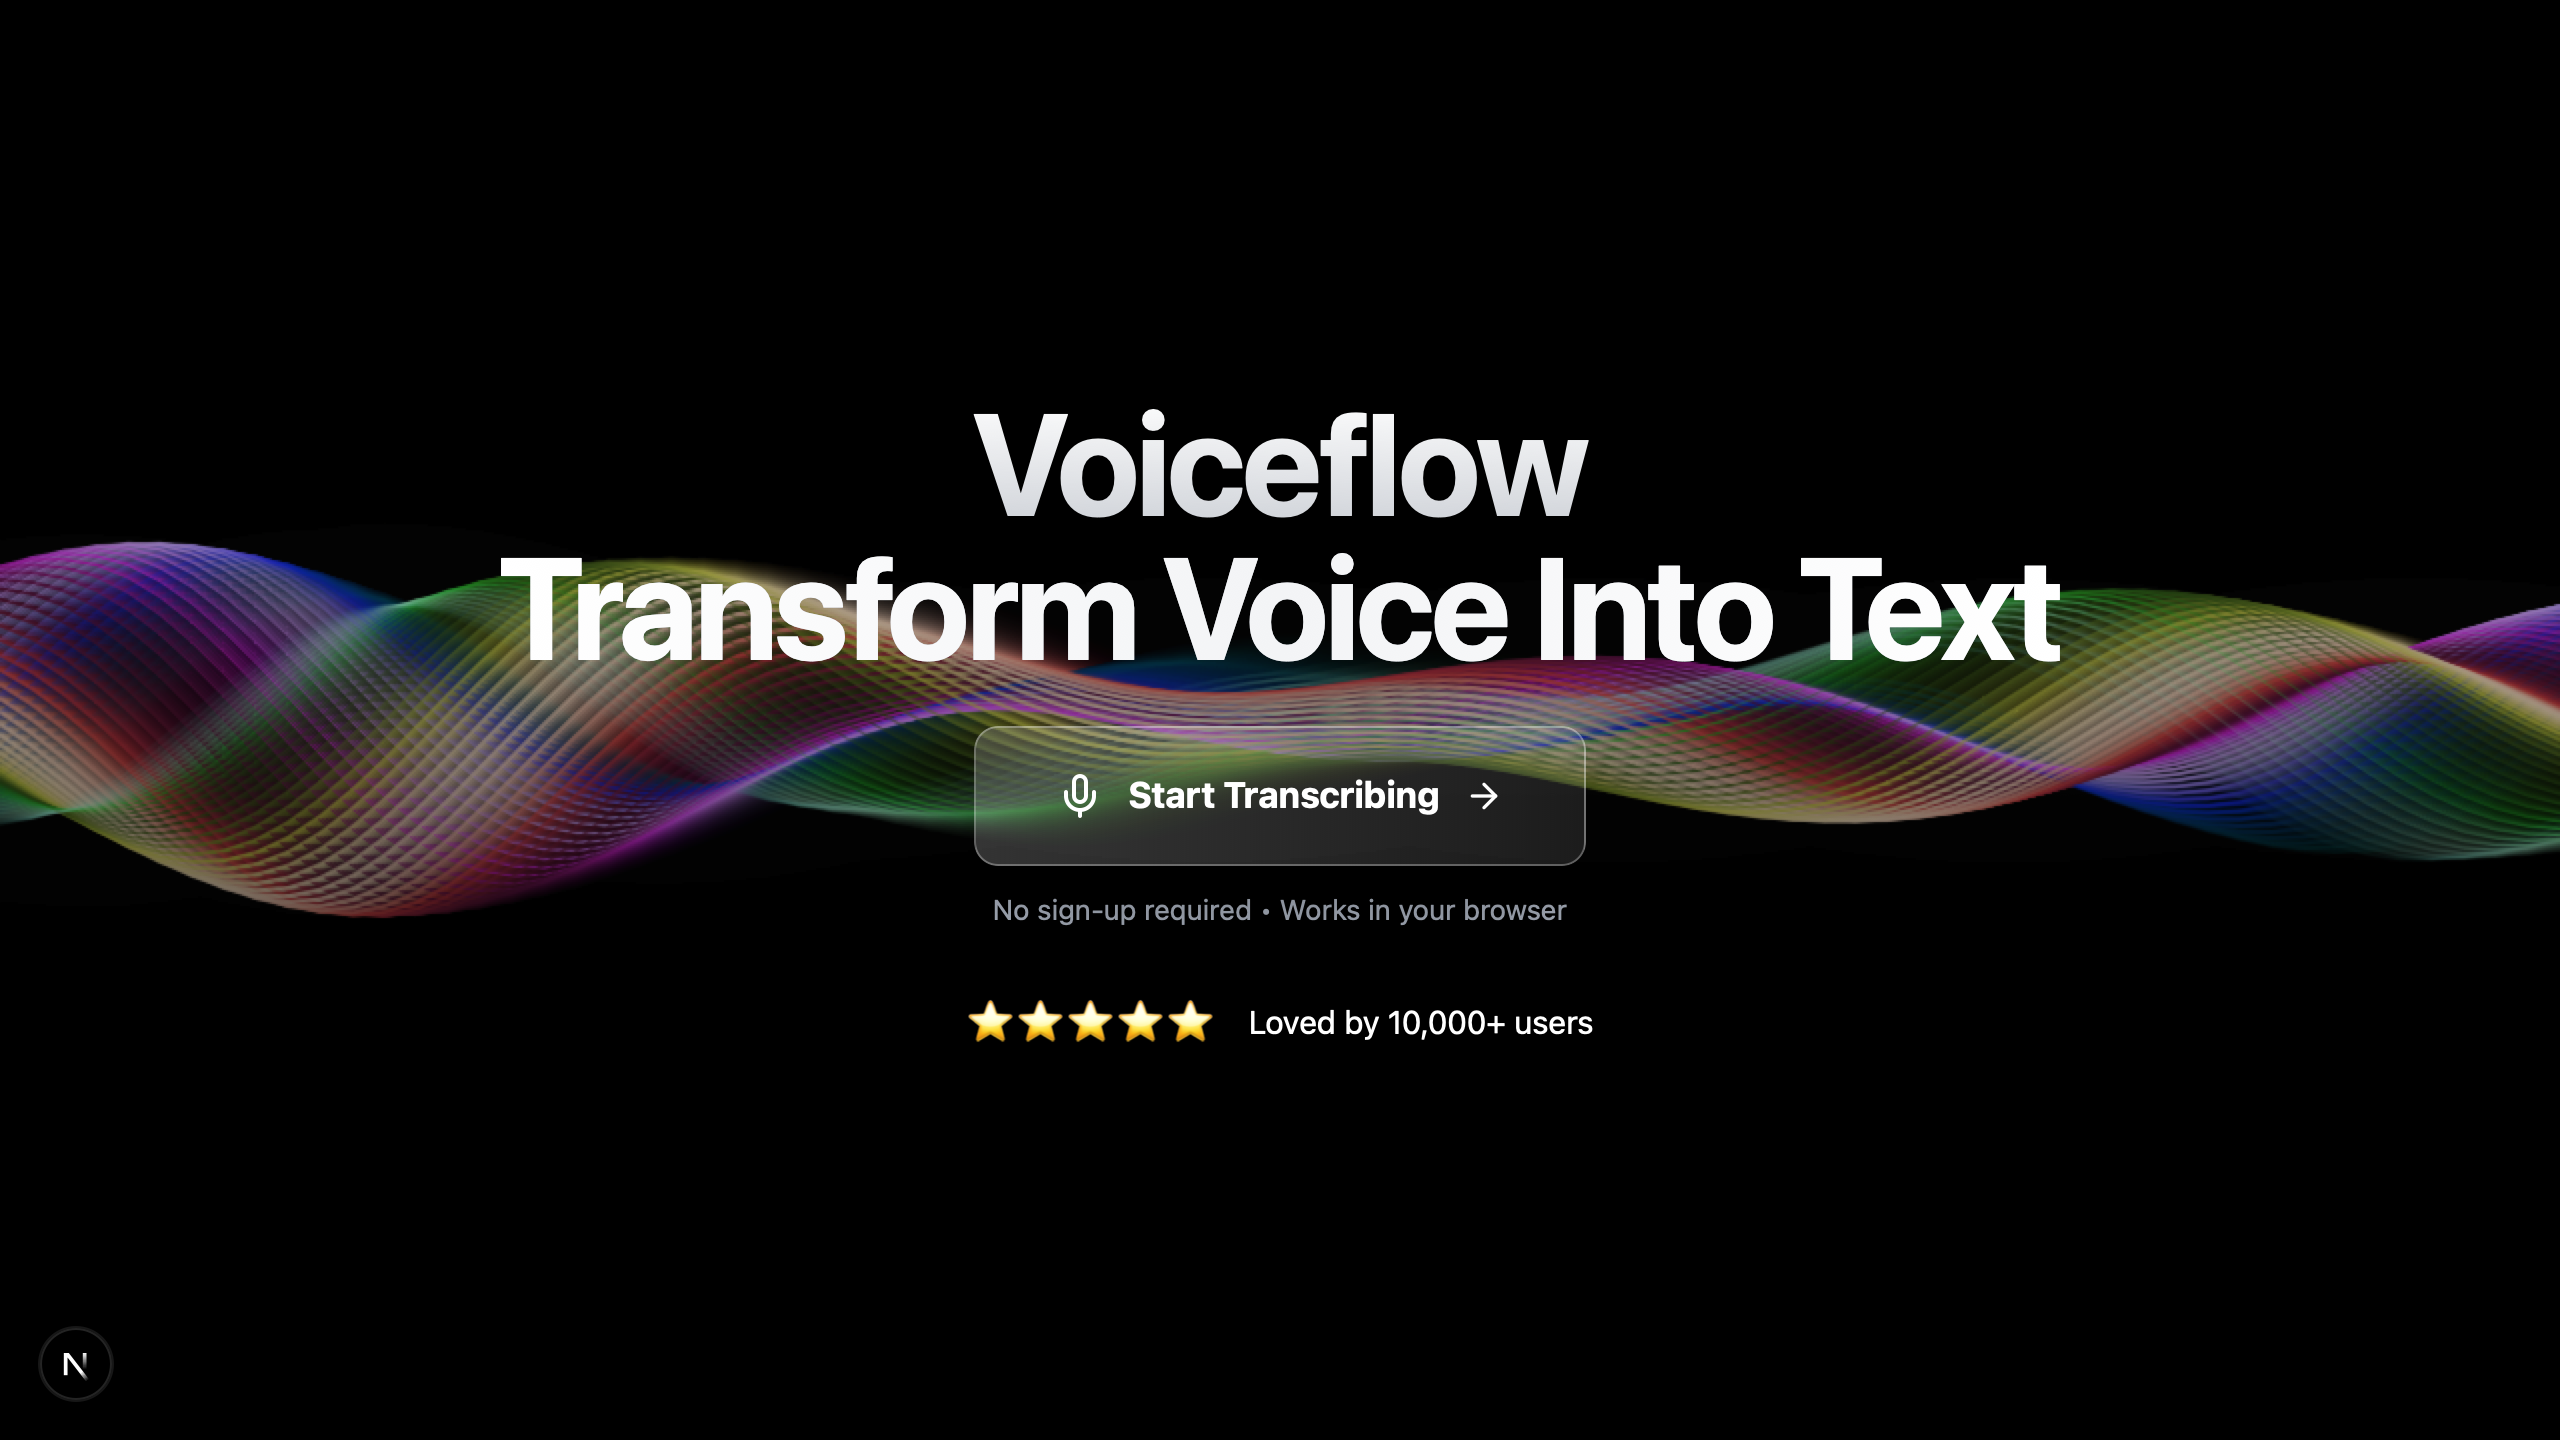 Voiceflow
Transform Voice Into Text
Start Transcribing →
No sign-up required • Works in your browser
⭐⭐⭐⭐⭐ Loved by 10,000+ users
N